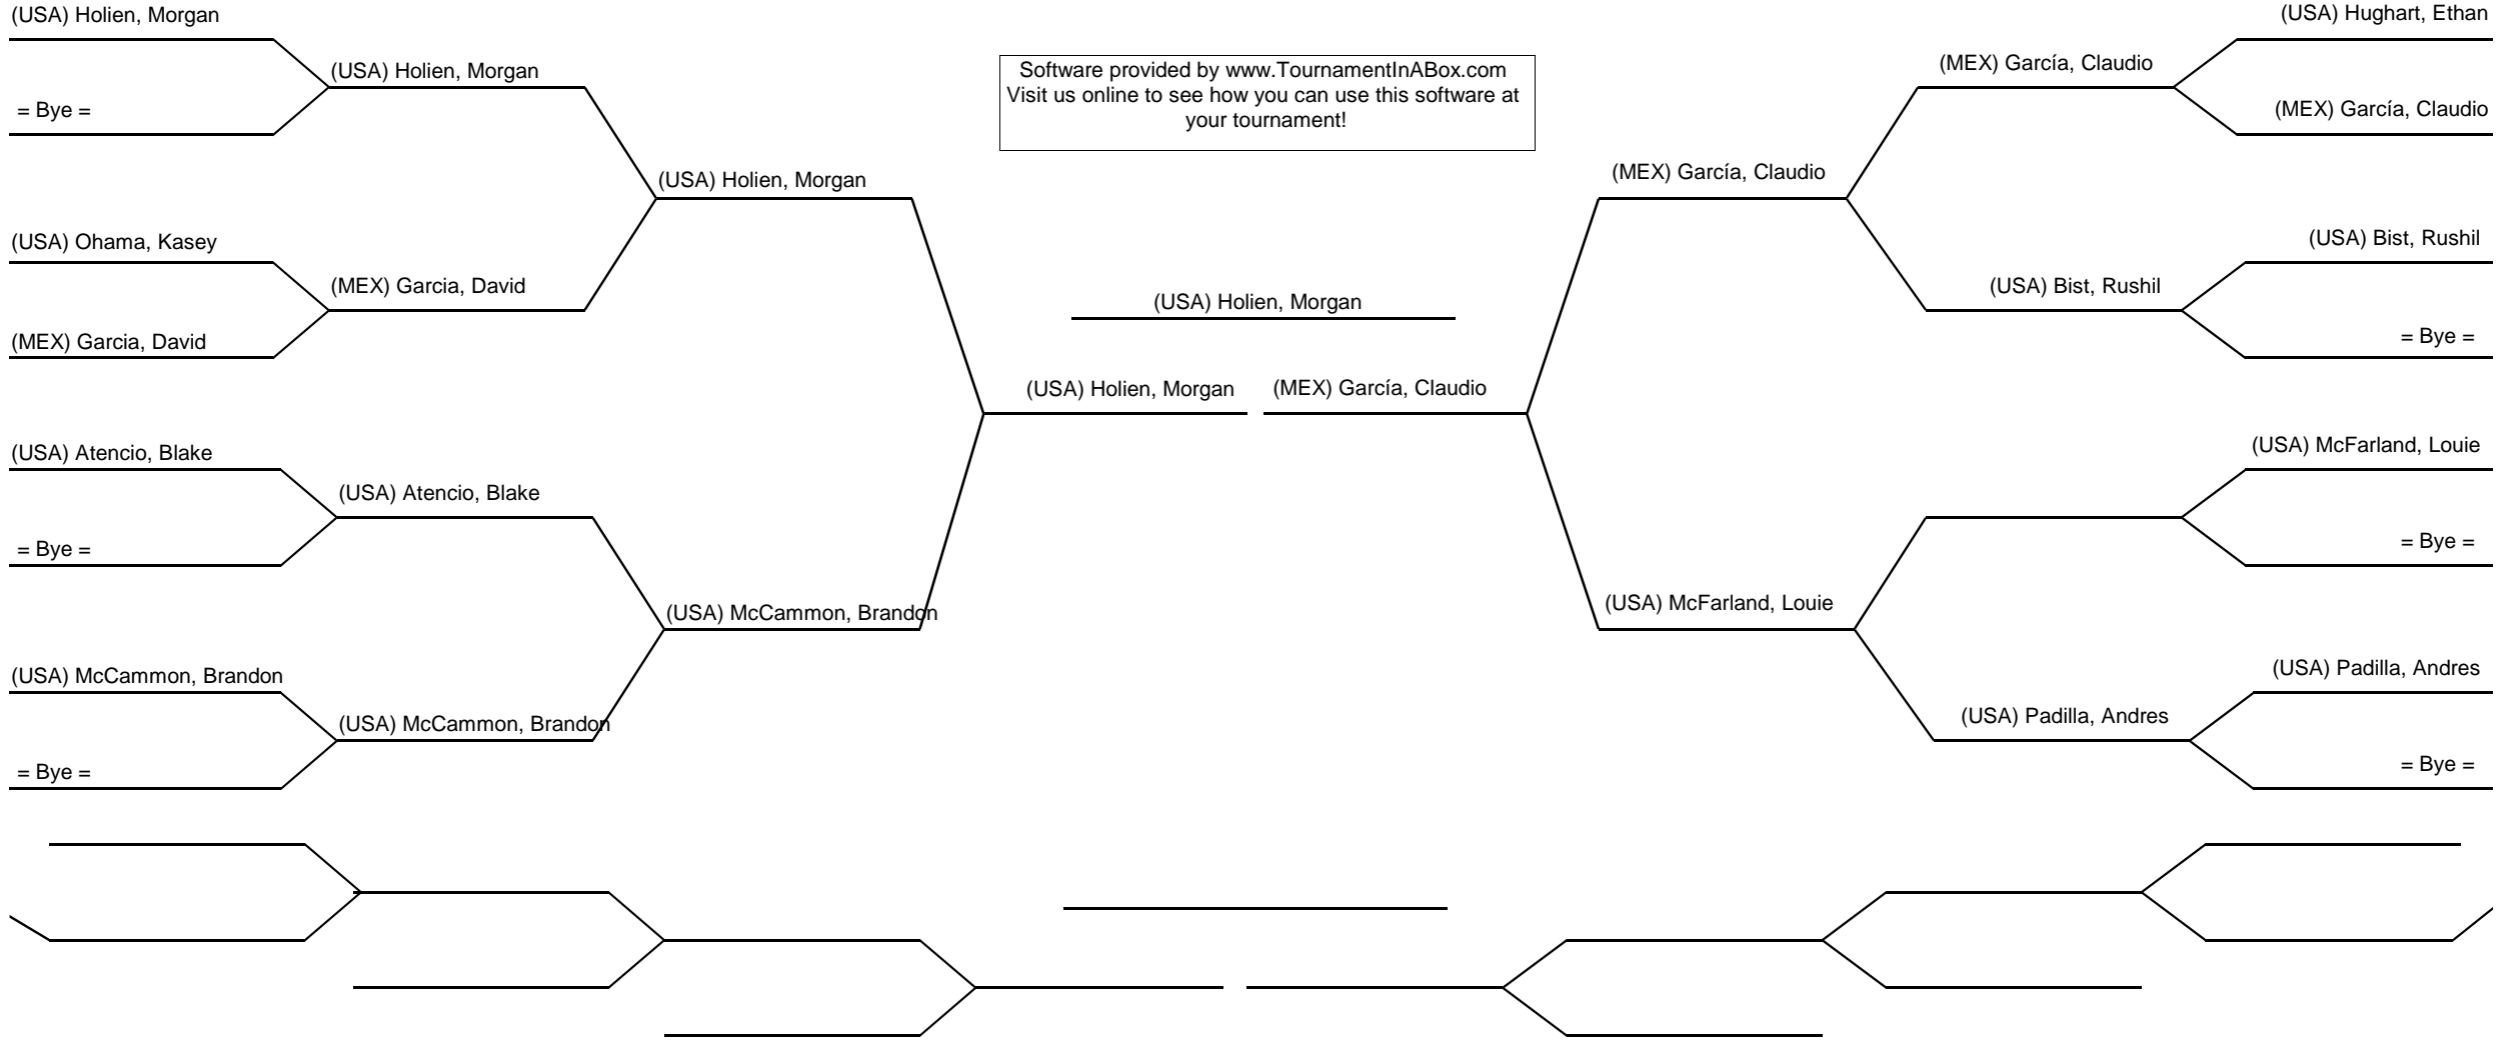 (USA) Holien, Morgan
= Bye =
(USA) Ohama, Kasey
(MEX) Garcia, David
(USA) Atencio, Blake
= Bye =
(USA) McCammon, Brandon
= Bye =
(USA) Holien, Morgan
(MEX) Garcia, David
(USA) Atencio, Blake
(USA) McCammon, Brandon
(USA) Holien, Morgan
(USA) McCammon, Brandon
Software provided by www.TournamentInABox.com
Visit us online to see how you can use this software at
your tournament!
(USA) Holien, Morgan
(USA) Holien, Morgan
(MEX) García, Claudio
(MEX) García, Claudio
(USA) McFarland, Louie
(MEX) García, Claudio
(USA) Bist, Rushil
(USA) Padilla, Andres
(USA) Hughart, Ethan
(MEX) García, Claudio
(USA) Bist, Rushil
= Bye =
(USA) McFarland, Louie
= Bye =
(USA) Padilla, Andres
= Bye =